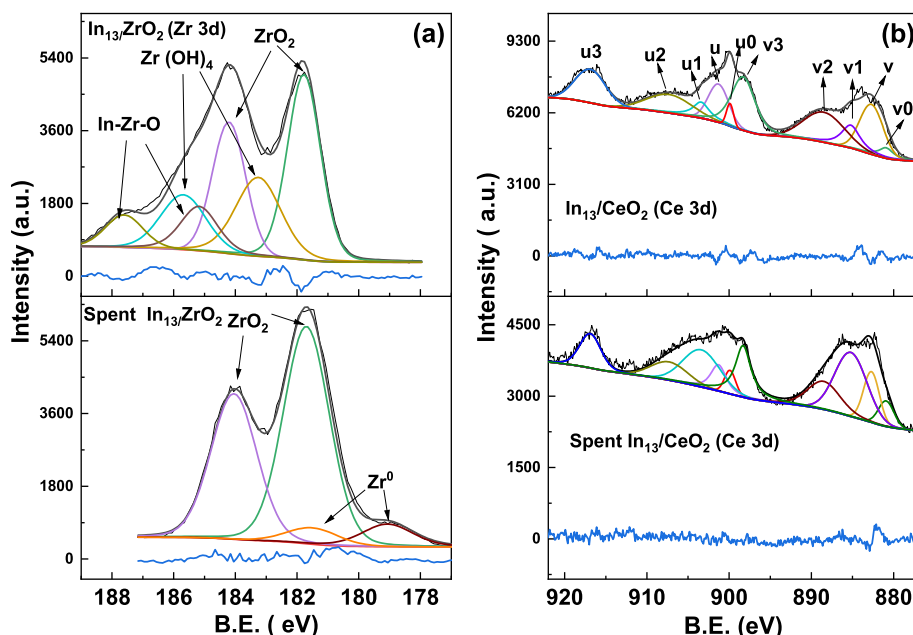 In₁₃/ZrO₂ (Zr 3d)
(a)
ZrO₂
Zr (OH)₄
In-Zr-O
5400
3600
1800
0
Spent In₁₃/ZrO₂
ZrO₂
Zr⁰
5400
3600
1800
0
Intensity (a.u.)
188 186 184 182 180 178
B.E. ( eV)
(b)
u3
u2
u1
u
u0
v3
v2
v1
v
v0
9300
6200
3100
0
In₁₃/CeO₂ (Ce 3d)
4500
3000
1500
0
Spent In₁₃/CeO₂ (Ce 3d)
Intensity ( a.u.)
920 910 900 890 880
B.E. (eV)